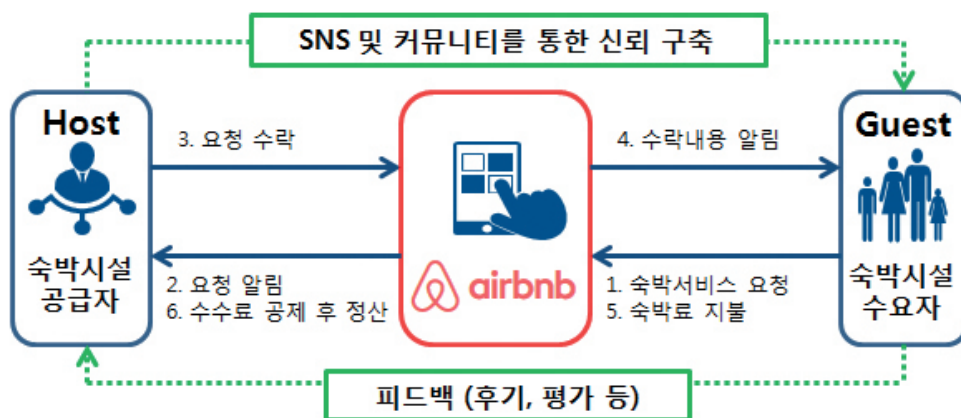 SNS 및 커뮤니티를 통한 신뢰 구축
Host
숙박시설
공급자
3. 요청 수락
2. 요청 알림
6. 수수료 공제 후 정산
airbnb
4. 수락내용 알림
1. 숙박서비스 요청
5. 숙박료 지불
Guest
숙박시설
수요자
피드백 (후기, 평가 등)